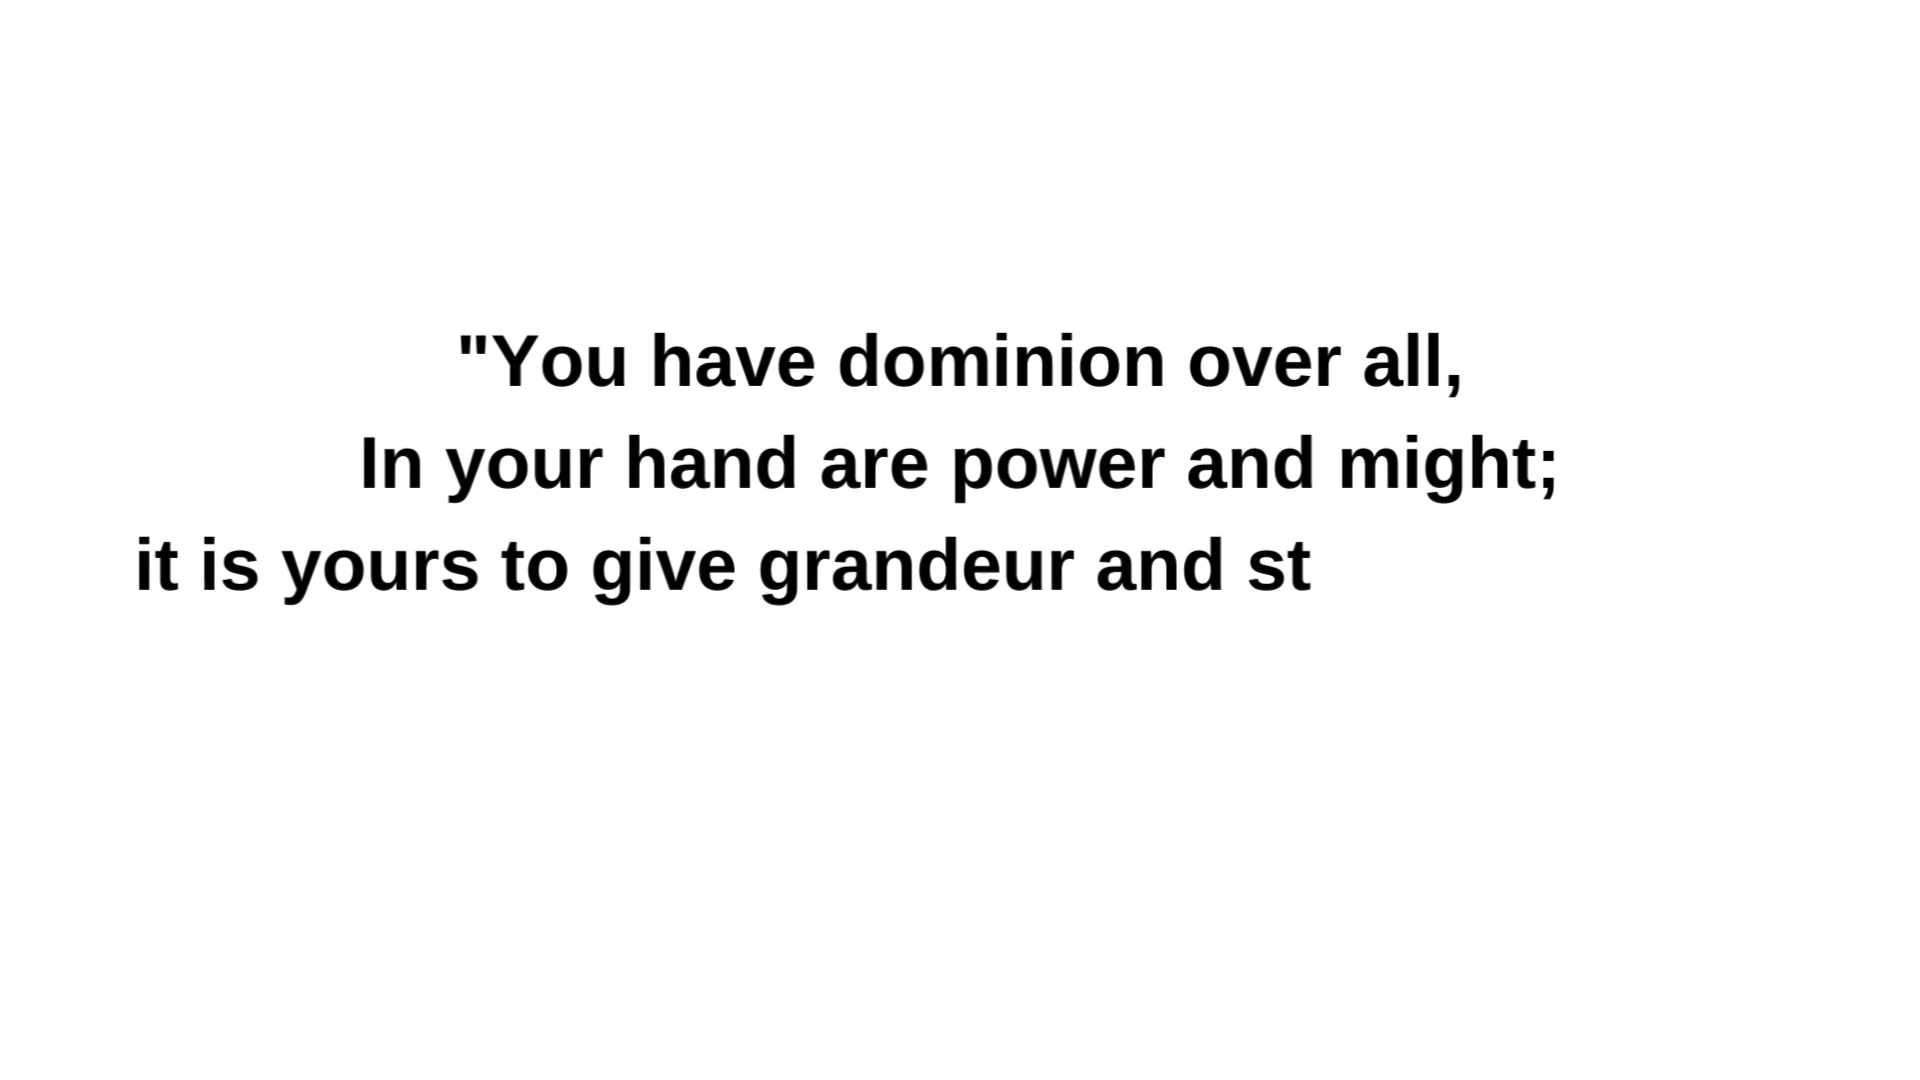 "You have dominion over all,
In your hand are power and might;
it is yours to give grandeur and st